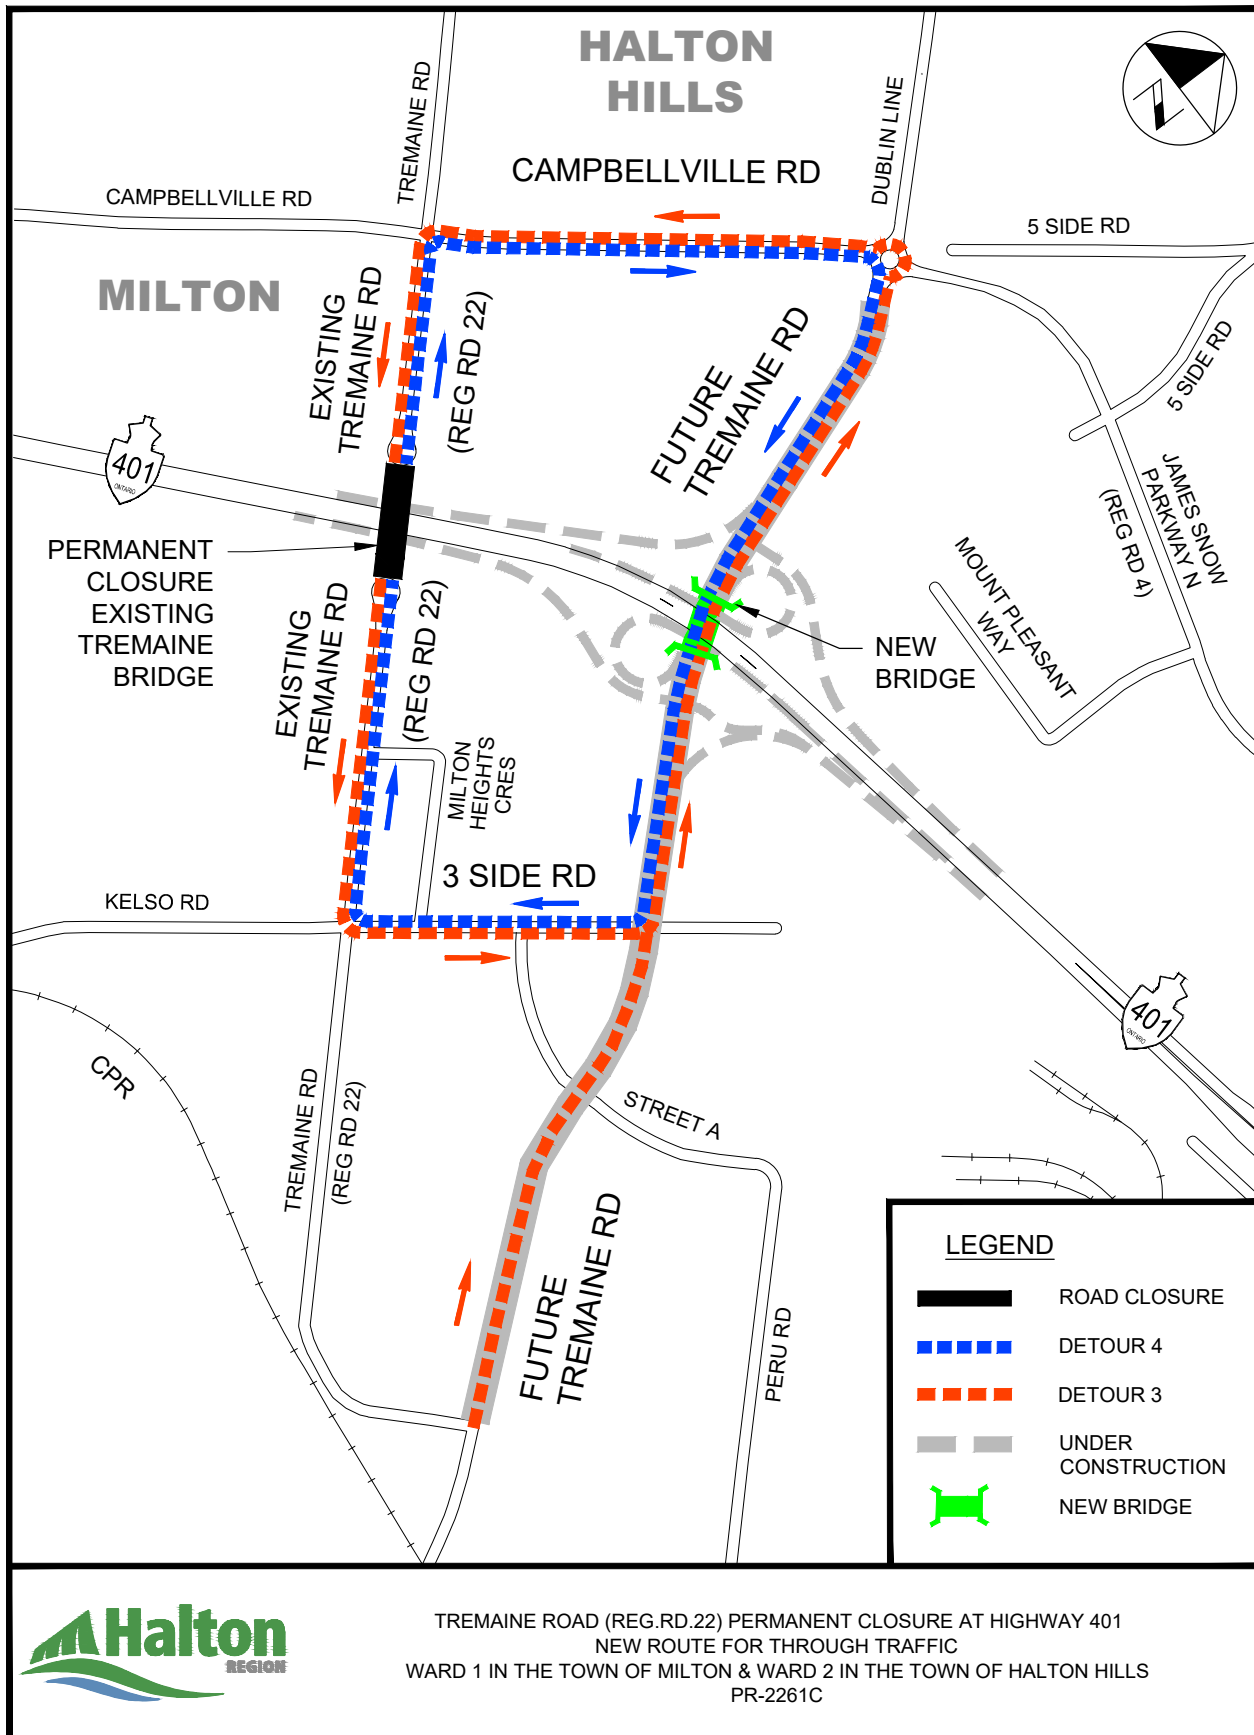 HALTON
HILLS
TREMAINE RD
DUBLIN LINE
CAMPBELLVILLE RD
CAMPBELLVILLE RD
5 SIDE RD
MILTON
EXISTING
TREMAINE RD
(REG RD 22)
FUTURE
TREMAINE RD
5 SIDE RD
401
ONTARIO
JAMES SNOW
PARKWAY N
(REG RD 4)
PERMANENT
CLOSURE
EXISTING
TREMAINE
BRIDGE
EXISTING
TREMAINE RD
(REG RD 22)
MOUNT PLEASANT
WAY
NEW
BRIDGE
MILTON
HEIGHTS
CRES
3 SIDE RD
KELSO RD
401
ONTARIO
CPR
TREMAINE RD
(REG RD 22)
STREET A
FUTURE
TREMAINE RD
PERU RD
LEGEND
ROAD CLOSURE
DETOUR 4
DETOUR 3
UNDER
CONSTRUCTION
NEW BRIDGE
Halton
REGION
TREMAINE ROAD (REG.RD.22) PERMANENT CLOSURE AT HIGHWAY 401
NEW ROUTE FOR THROUGH TRAFFIC
WARD 1 IN THE TOWN OF MILTON & WARD 2 IN THE TOWN OF HALTON HILLS
PR-2261C